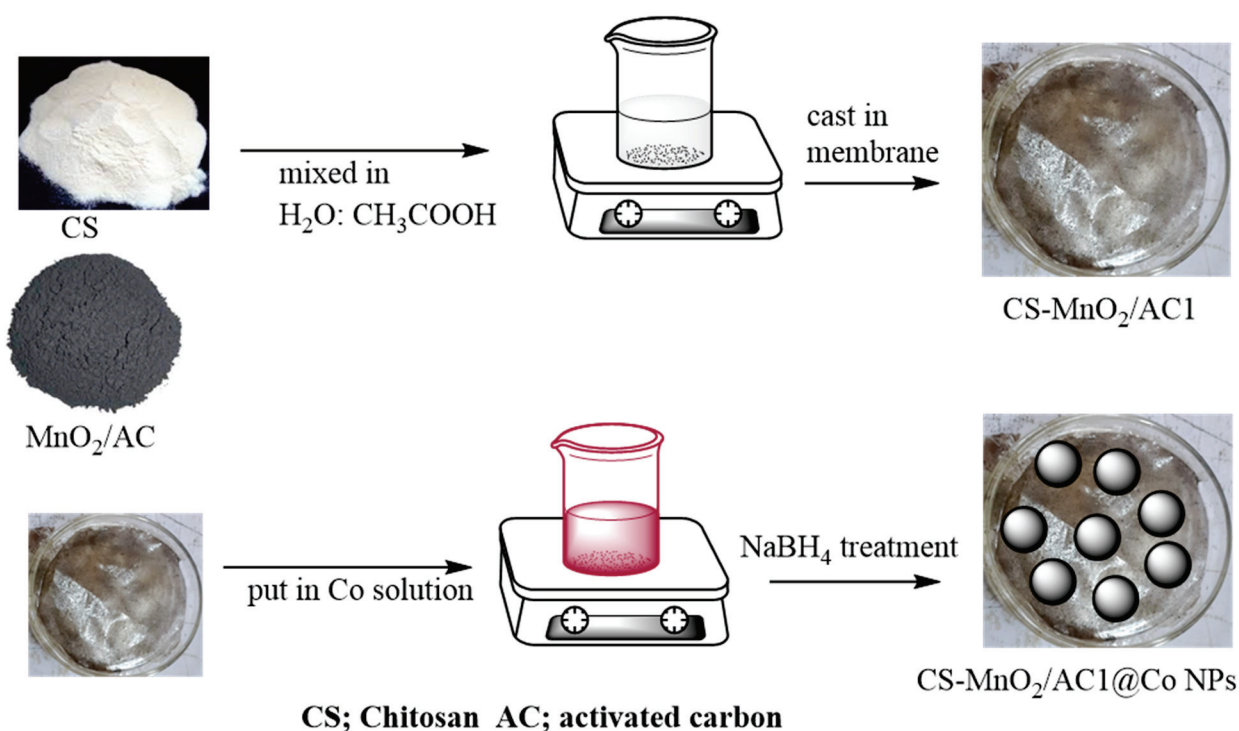 CS
mixed in
H₂O: CH₃COOH
cast in
membrane
CS-MnO₂/AC1
MnO₂/AC
put in Co solution
NaBH₄ treatment
CS-MnO₂/AC1@Co NPs
CS; Chitosan AC; activated carbon